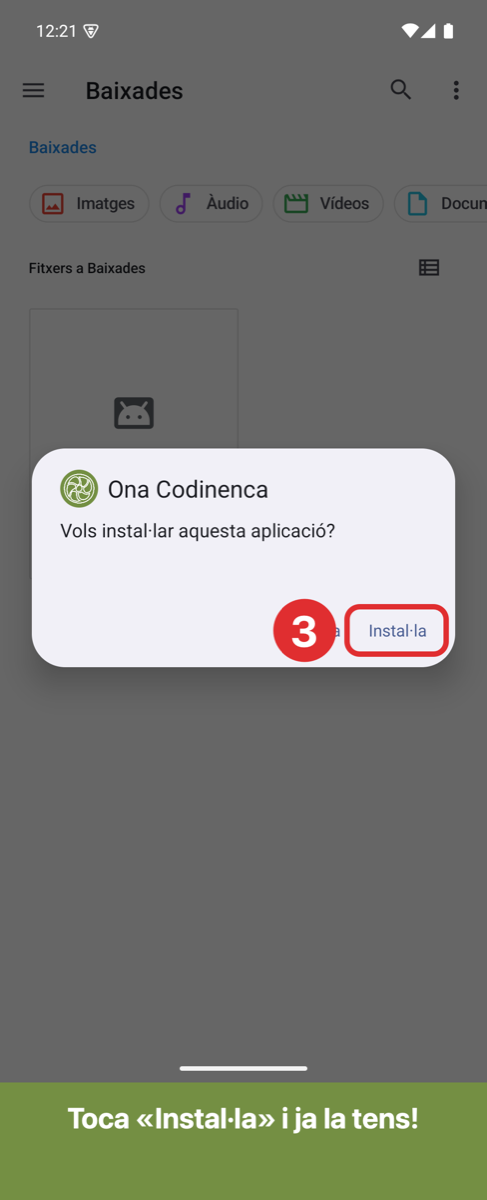 12:21
Baixades
Baixades
Imatges Àudio Vídeos Docum
Fitxers a Baixades
Ona Codinenca
Vols instal·lar aquesta aplicació?
3 Instal·la
Toca «Instal·la» i ja la tens!